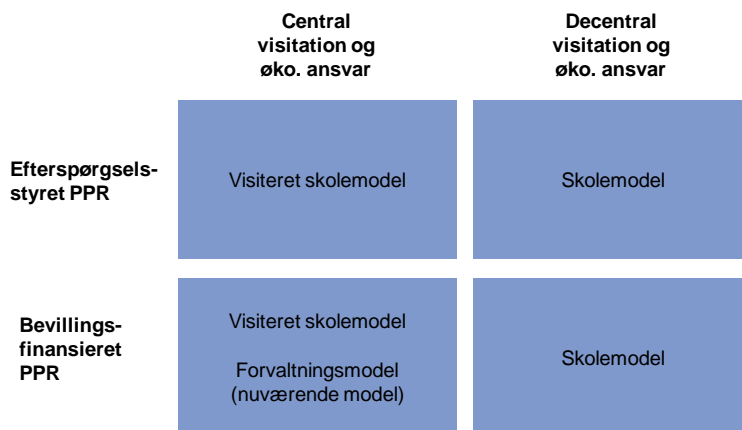 Central
visitation og
øko. ansvar
Decentral
visitation og
øko. ansvar
Efterspørgsels-
styret PPR
Visiteret skolemodel
Skolemodel
Bevillings-
finansieret
PPR
Visiteret skolemodel
Forvaltningsmodel
(nuværende model)
Skolemodel